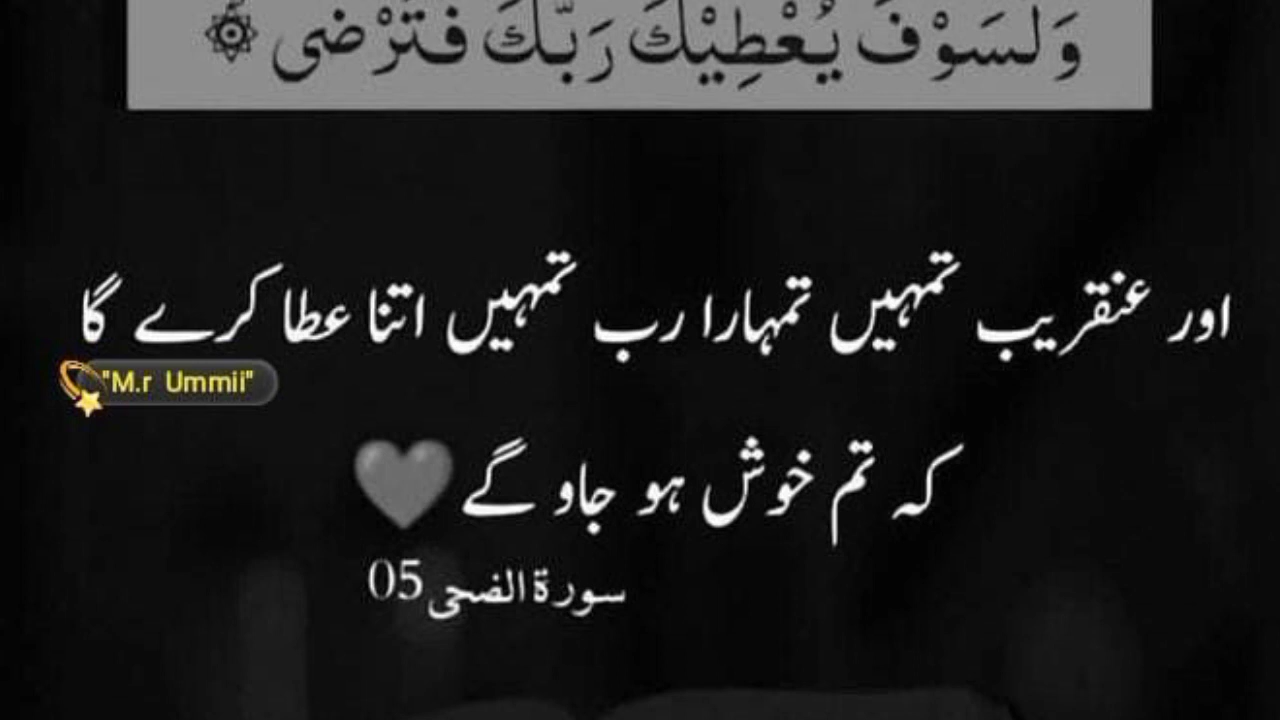 وَلَسَوْفَ يُعْطِيْكَ رَبُّكَ فَتَرْضٰى
اور عنقریب تمہیں تمہارا رب تمہیں اتنا عطا کرے گا
"M.r Ummii"
کہ تم خوش ہو جاو گے
سورۃ الضحی 05